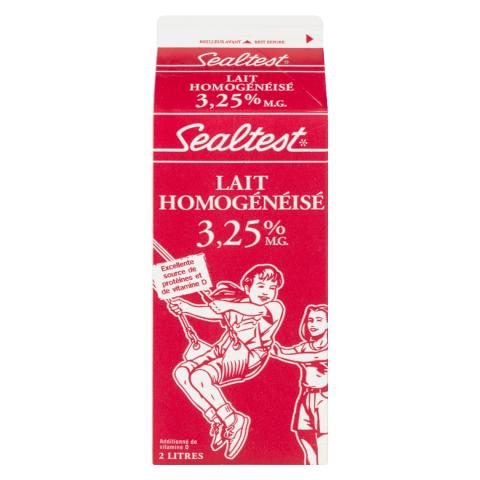 MEILLEUR AVANT ▲ BEST BEFORE
Sealtest*
LAIT
HOMOGÉNÉISÉ
3,25% M.G.
Sealtest*
LAIT
HOMOGÉNÉISÉ
3,25% M.G.
Excellente
source de
protéines et
de vitamine D
Additionné de
vitamine D
2 LITRES